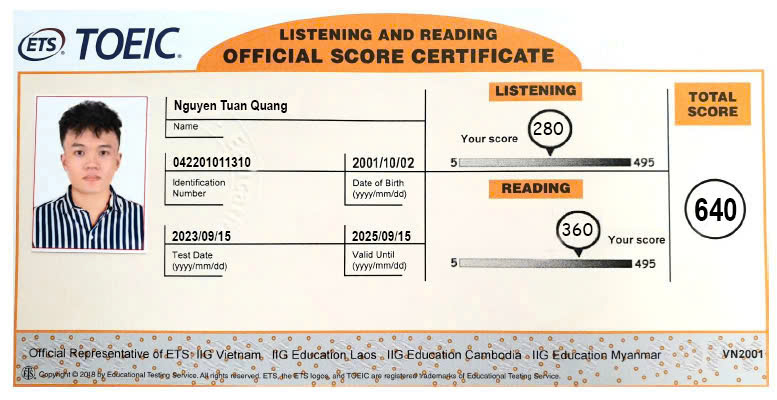 ETS® TOEIC®
LISTENING AND READING
OFFICIAL SCORE CERTIFICATE
Nguyen Tuan Quang
Name
042201011310
Identification
Number
2001/10/02
Date of Birth
(yyyy/mm/dd)
2023/09/15
Test Date
(yyyy/mm/dd)
2025/09/15
Valid Until
(yyyy/mm/dd)
LISTENING
Your score
280
5 495
READING
360
Your score
5 495
TOTAL
SCORE
640
Official Representative of ETS: IIG Vietnam IIG Education Laos IIG Education Cambodia IIG Education Myanmar VN2001
ETS Copyright © 2018 by Educational Testing Service. All rights reserved. ETS, the ETS logos, and TOEIC are registered trademarks of Educational Testing Service.